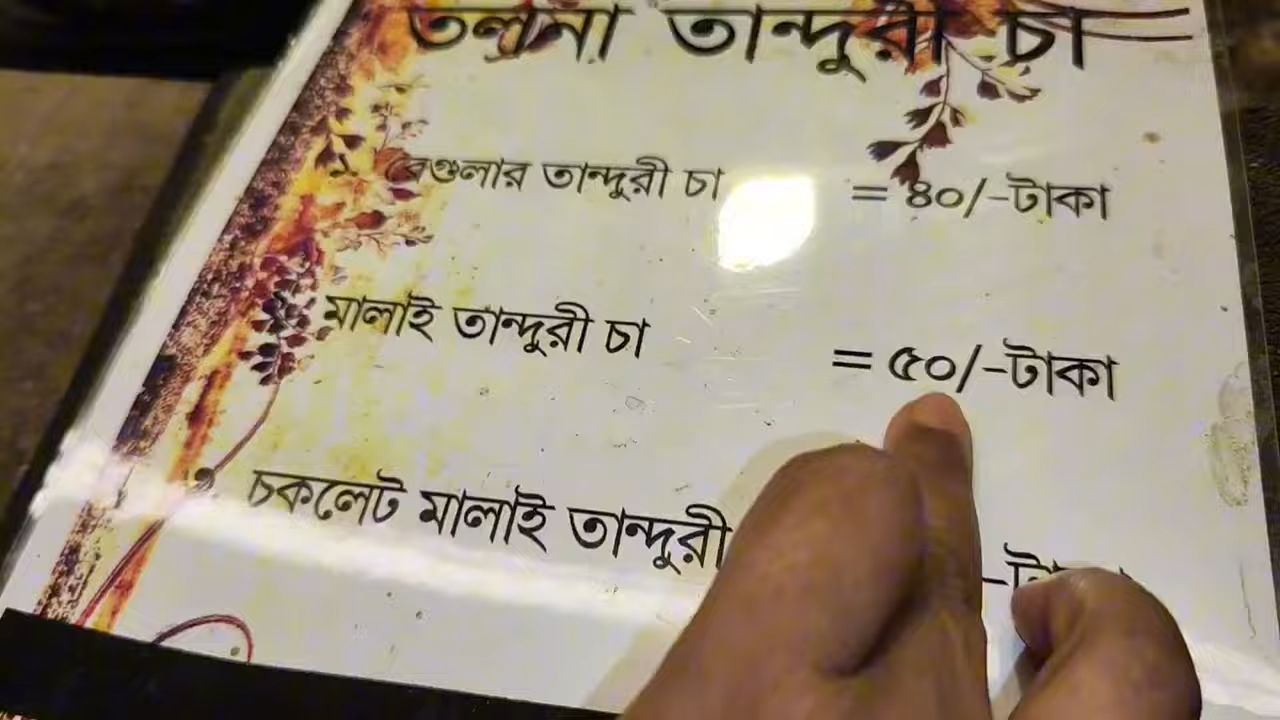 তান্দুরী চা
রেগুলার তান্দুরী চা = ৪০/-টাকা
মালাই তান্দুরী চা = ৫০/-টাকা
চকলেট মালাই তান্দুরী